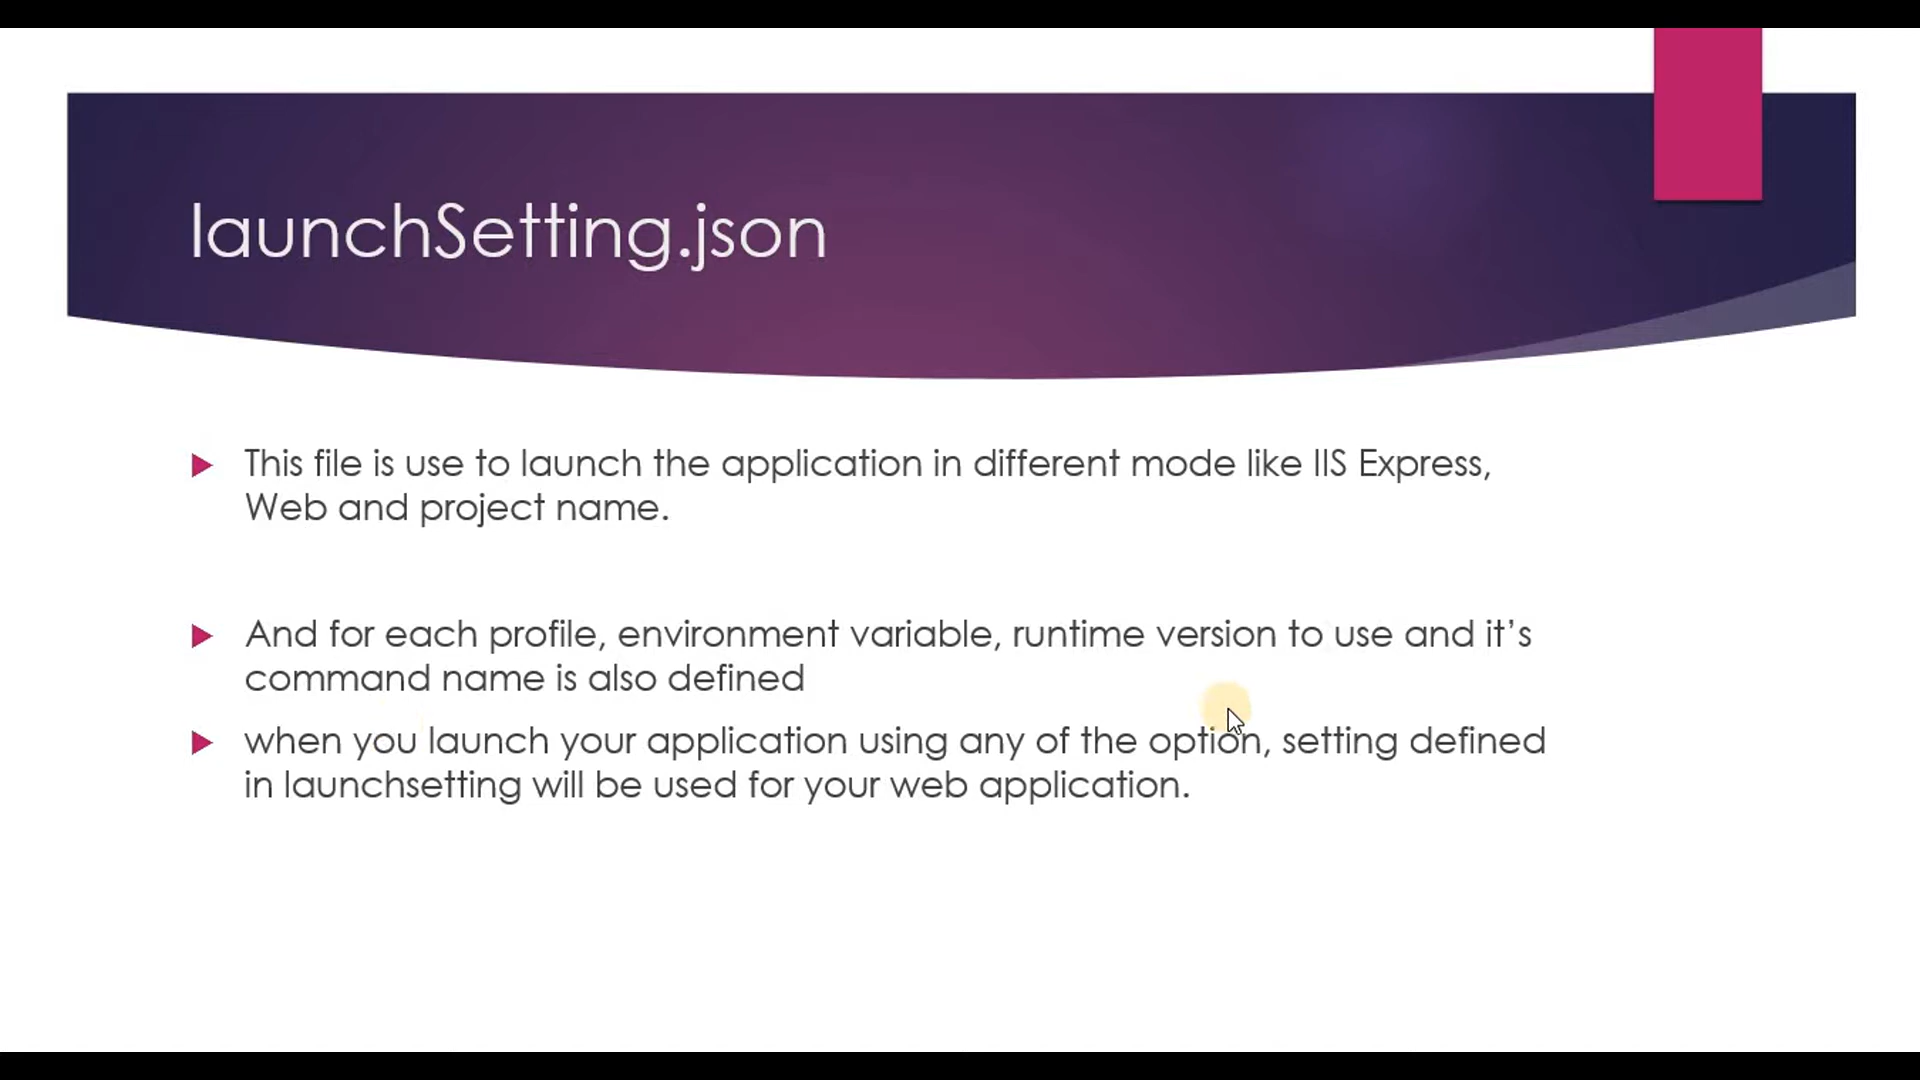 launchSetting.json
This file is use to launch the application in different mode like IIS Express,
Web and project name.
And for each profile, environment variable, runtime version to use and it’s
command name is also defined
when you launch your application using any of the option, setting defined
in launchsetting will be used for your web application.